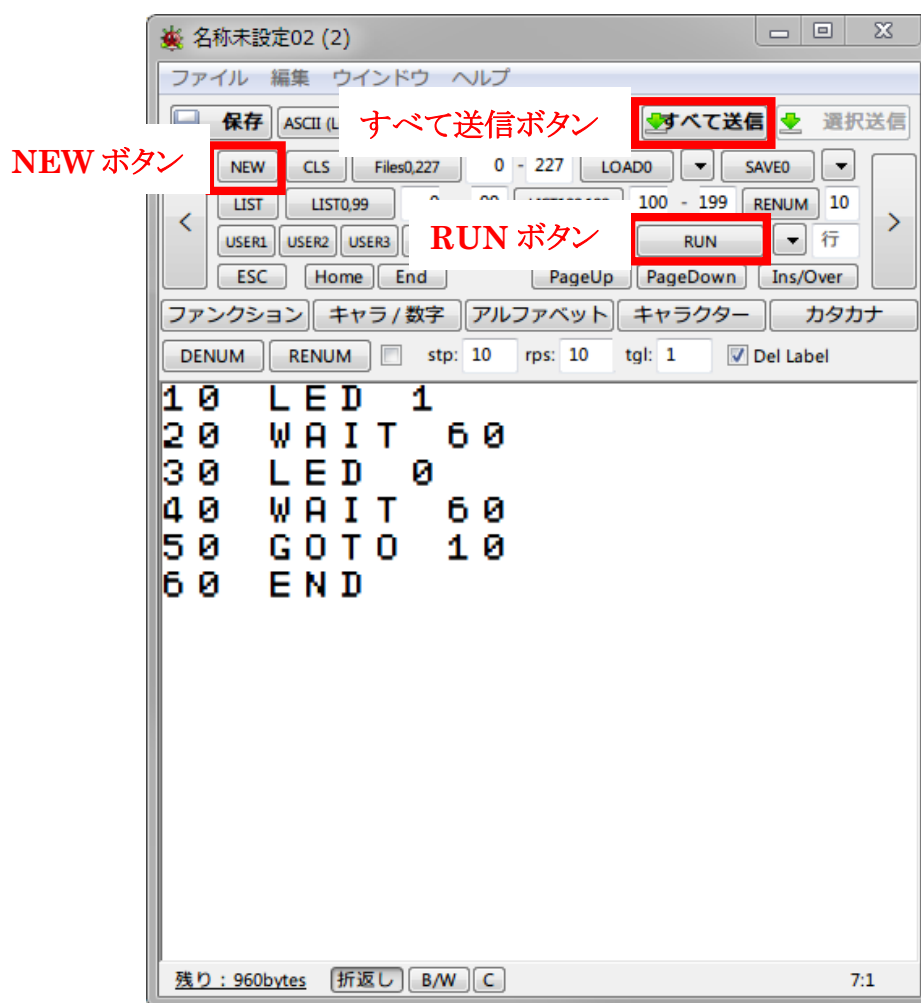 名称未設定02 (2)
ファイル 編集 ウインドウ ヘルプ
保存 ASCII すべて送信ボタン すべて送信 選択送信
NEW ボタン
NEW CLS Files0,227 0 - 227 LOAD0 SAVE0
< LIST LIST0,99 100 - 199 RENUM 10 >
USER1 USER2 USER3 RUN ボタン RUN 行
ESC Home End PageUp PageDown Ins/Over
ファンクション キャラ / 数字 アルファベット キャラクター カタカナ
DENUM RENUM stp: 10 rps: 10 tgl: 1 Del Label
10 LED 1
20 WAIT 60
30 LED 0
40 WAIT 60
50 GOTO 10
60 END
残り : 960bytes 折返し B/W C 7:1